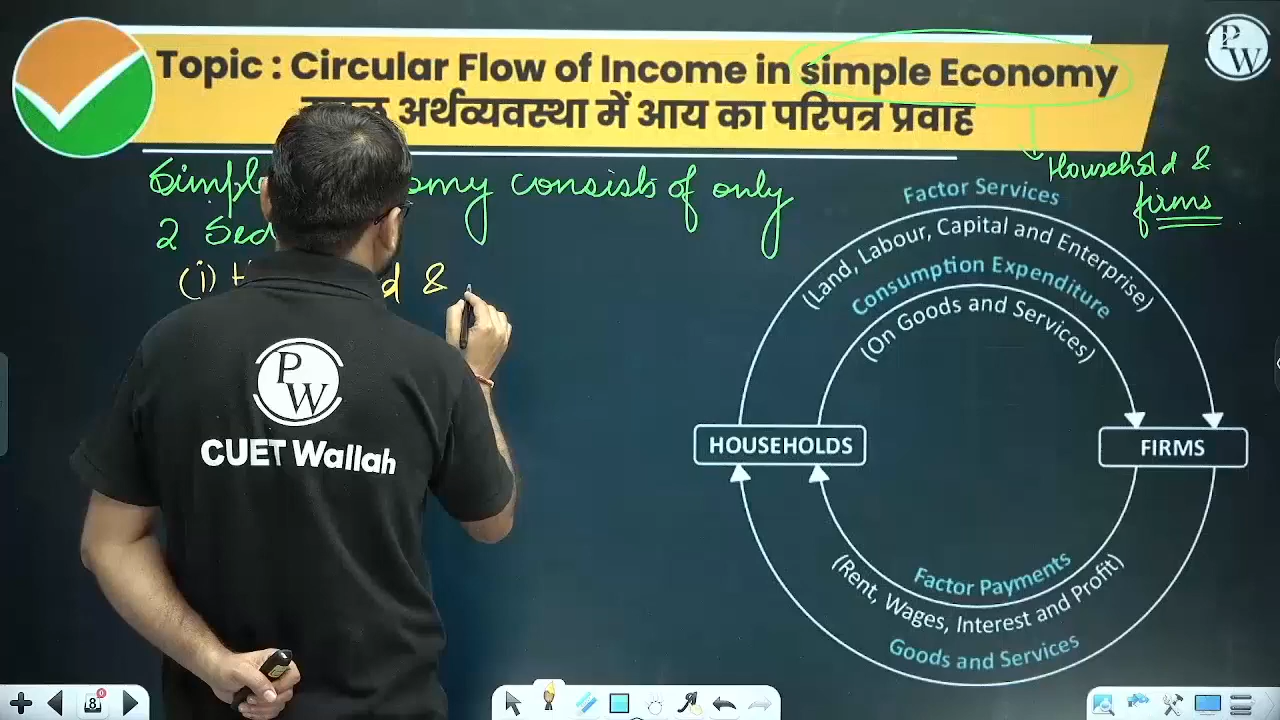 Topic : Circular Flow of Income in simple Economy
अर्थव्यवस्था में आय का परिपत्र प्रवाह
PW
Household &
firms
consists of only
2
(i) &
Factor Services
(Land, Labour, Capital and Enterprise)
Consumption Expenditure
(On Goods and Services)
HOUSEHOLDS
FIRMS
Factor Payments
(Rent, Wages, Interest and Profit)
Goods and Services
PW
CUET Wallah
8